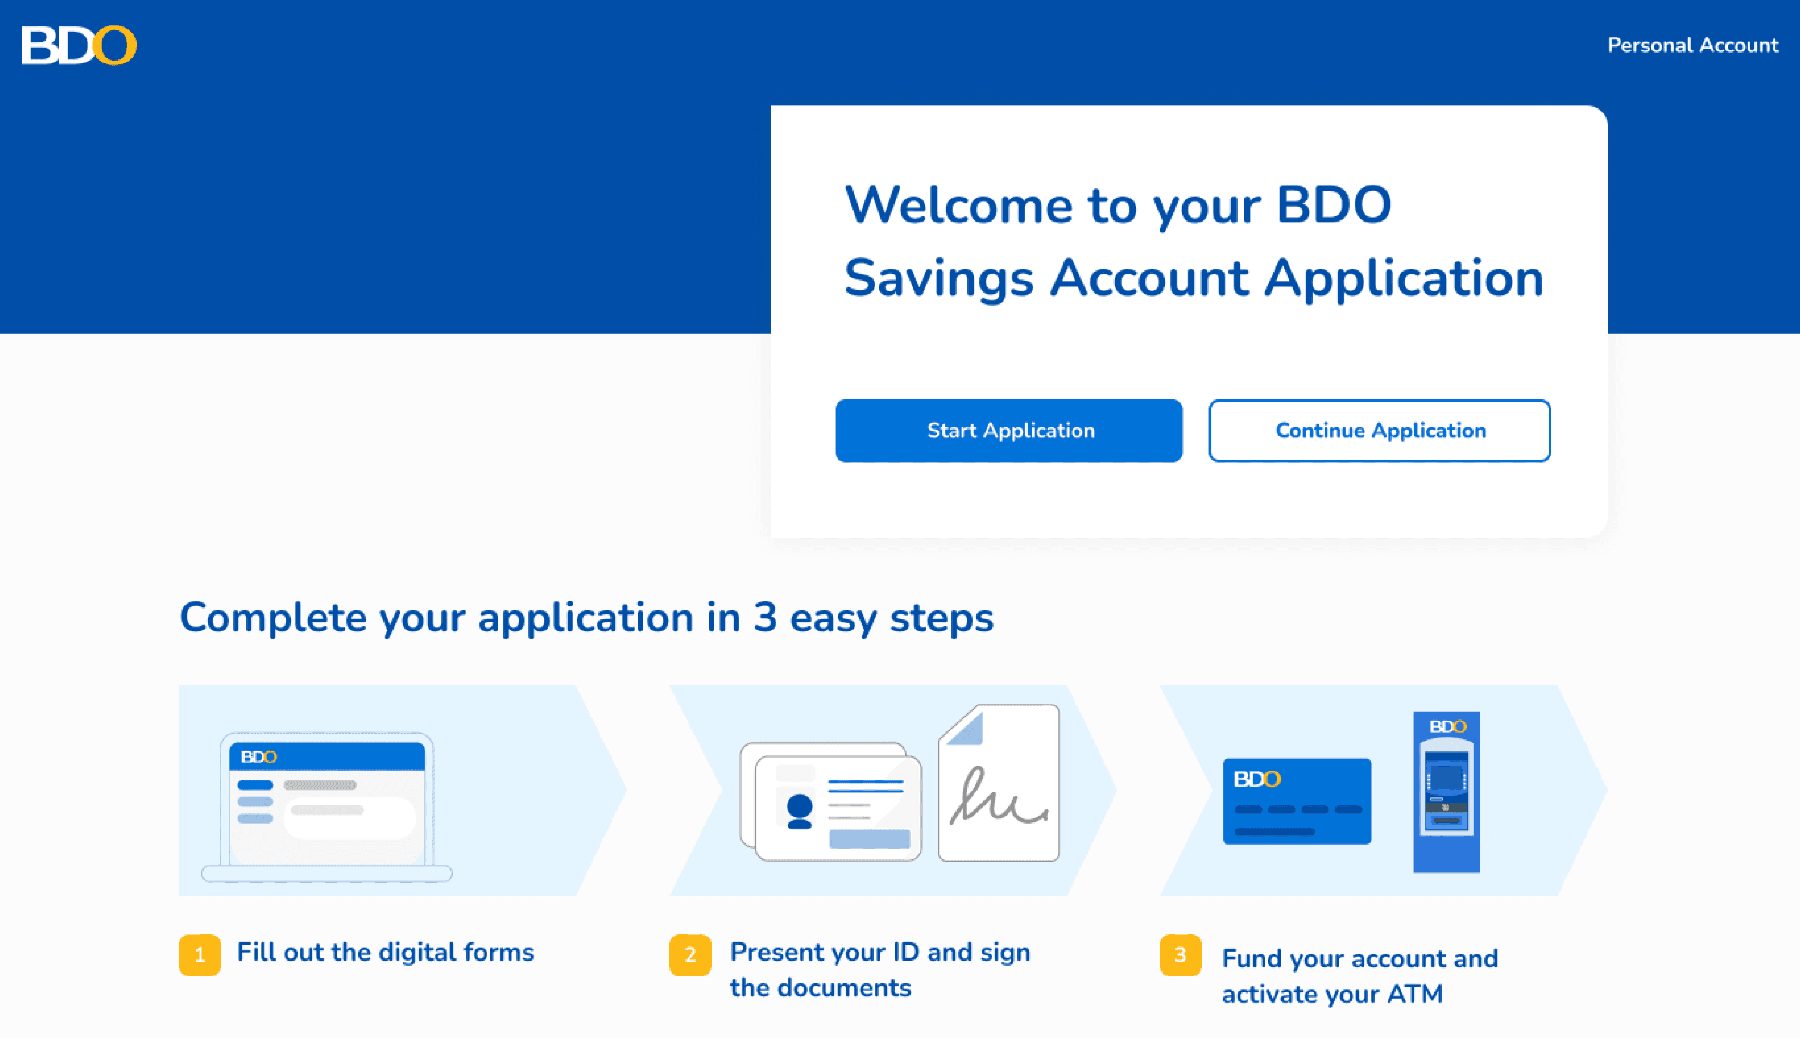 BDO
Personal Account
Welcome to your BDO
Savings Account Application
Start Application
Continue Application
Complete your application in 3 easy steps
BDO
BDO
BDO
1
Fill out the digital forms
2
Present your ID and sign
the documents
3
Fund your account and
activate your ATM